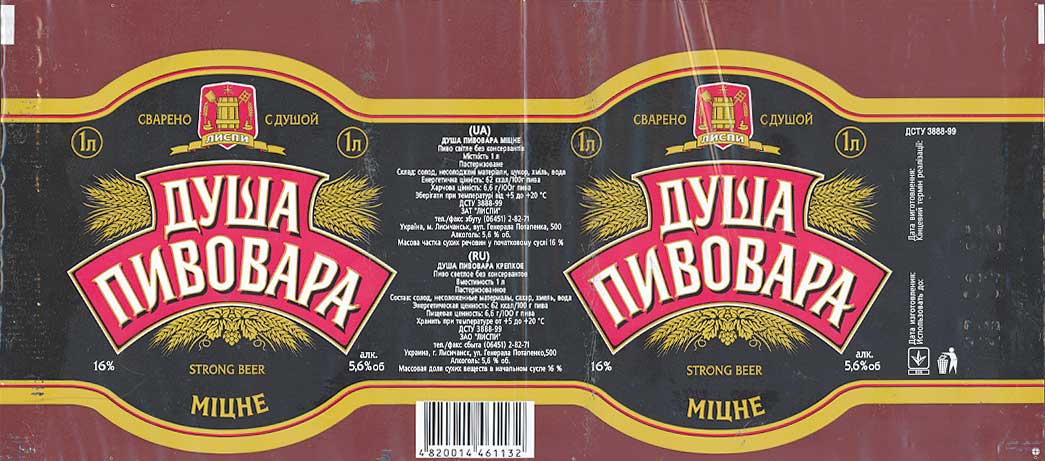 СВАРЕНО С ДУШОЙ
ЛИСПИ
1л 1л
ДУША
ПИВОВАРА
16%
алк.
5,6%об
STRONG BEER
МІЦНЕ
(UA)
ДУША ПИВОВАРА МІЦНЕ
Пиво світле без консервантів
Місткість 1 л
Пастеризоване
Склад: солод, несолоджені матеріали, цукор, хміль, вода
Енергетична цінність: 62 ккал/100г пива
Харчова цінність: 6,6 г/100г пива
Зберігати при температурі від +5 до +20 °С
ДСТУ 3888-99
ЗАТ "ЛИСПИ"
тел./факс збуту (06451) 2-82-71
Україна, м. Лисичанськ, вул. Генерала Потапенка, 500
Алкоголь: 5,6 % об.
Масова частка сухих речовин у початковому суслі 16 %
(RU)
ДУША ПИВОВАРА КРЕПКОЕ
Пиво светлое без консервантов
Вместимость 1 л
Пастеризованное
Состав: солод, несоложенные материалы, сахар, хмель, вода
Энергетическая ценность: 62 ккал/100 г пива
Пищевая ценность: 6,6 г/100 г пива
Хранить при температуре от +5 до +20 °С
ДСТУ 3888-99
ЗАО "ЛИСПИ"
тел./факс сбыта (06451) 2-82-71
Украина, г. Лисичанск, ул. Генерала Потапенко,500
Алкоголь: 5,6 % об.
Массовая доля сухих веществ в начальном сусле 16 %
4 820014 461132
СВАРЕНО С ДУШОЙ
ЛИСПИ
1л 1л
ДУША
ПИВОВАРА
16%
алк.
5,6%об
STRONG BEER
МІЦНЕ
ДСТУ 3888-99
Дата виготовлення:
Кінцевий термін реалізації:
Дата изготовления:
Использовать до: